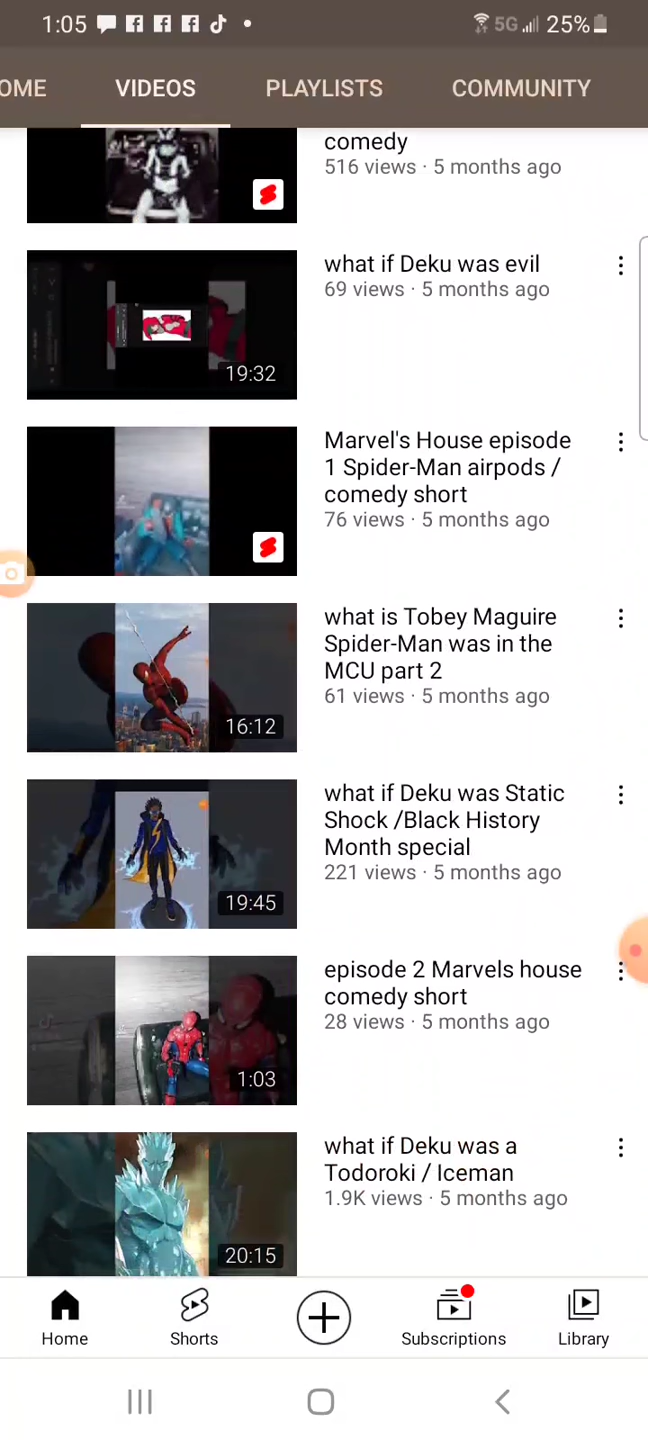 1:05
5G 25%
OME VIDEOS PLAYLISTS COMMUNITY
comedy
516 views · 5 months ago
what if Deku was evil
69 views · 5 months ago
19:32
Marvel's House episode
1 Spider-Man airpods /
comedy short
76 views · 5 months ago
what is Tobey Maguire
Spider-Man was in the
MCU part 2
61 views · 5 months ago
16:12
what if Deku was Static
Shock /Black History
Month special
221 views · 5 months ago
19:45
episode 2 Marvels house
comedy short
28 views · 5 months ago
1:03
what if Deku was a
Todoroki / Iceman
1.9K views · 5 months ago
20:15
Home Shorts Subscriptions Library